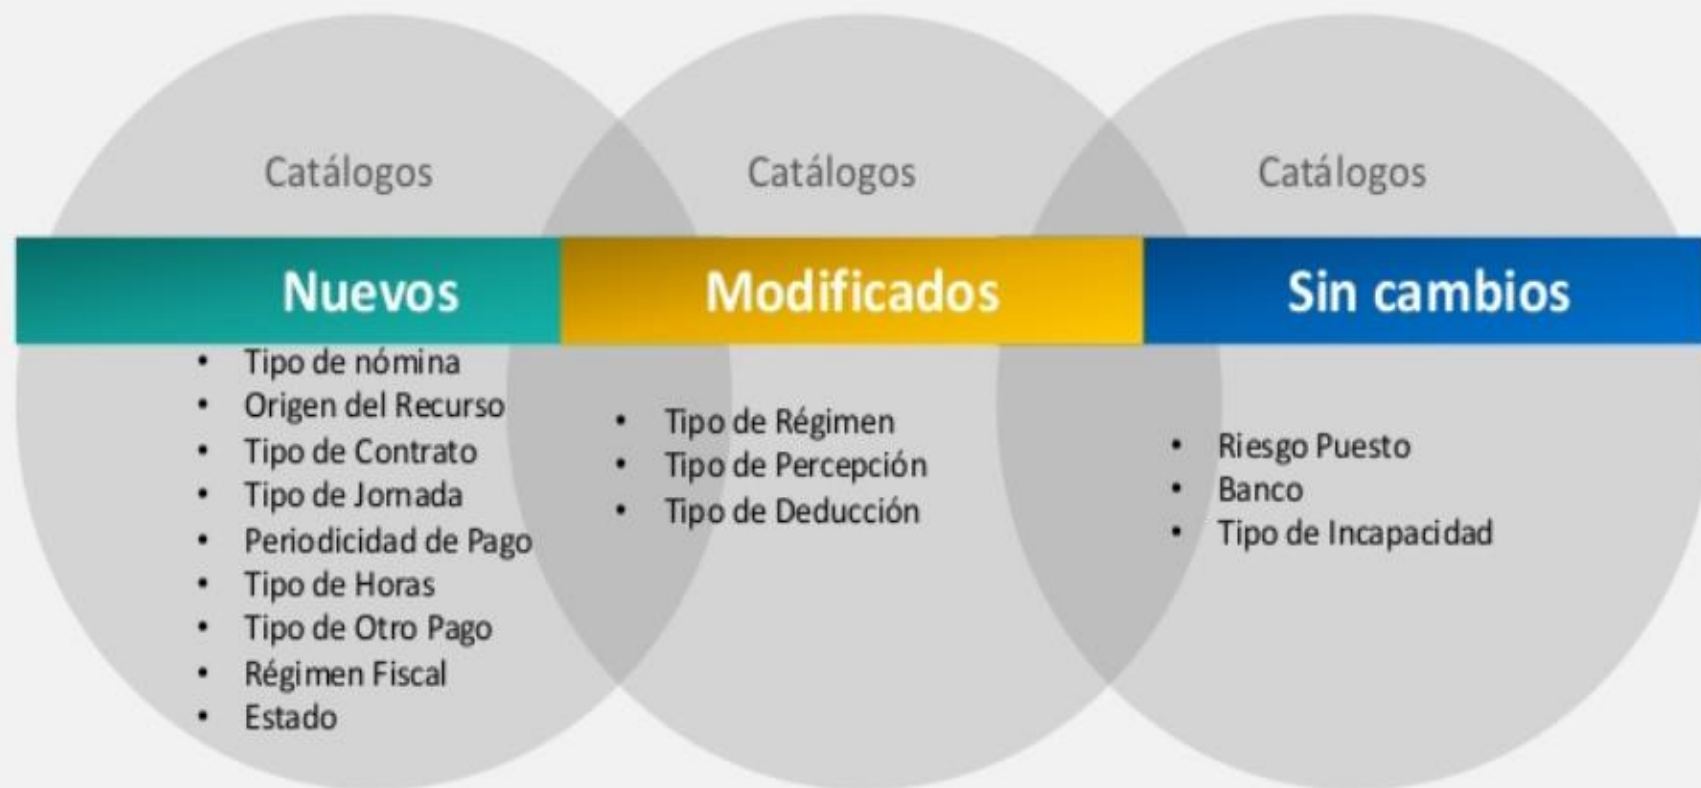 Catálogos
Nuevos
• Tipo de nómina
• Origen del Recurso
• Tipo de Contrato
• Tipo de Jornada
• Periodicidad de Pago
• Tipo de Horas
• Tipo de Otro Pago
• Régimen Fiscal
• Estado
Catálogos
Modificados
• Tipo de Régimen
• Tipo de Percepción
• Tipo de Deducción
Catálogos
Sin cambios
• Riesgo Puesto
• Banco
• Tipo de Incapacidad